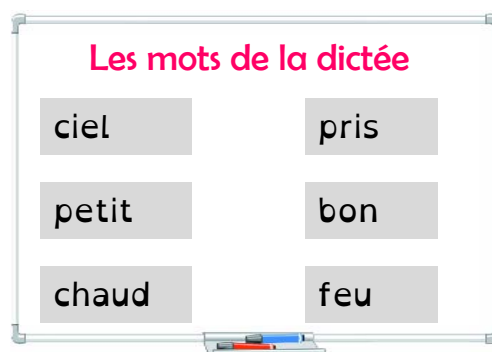 Les mots de la dictée
ciel
pris
petit
bon
chaud
feu